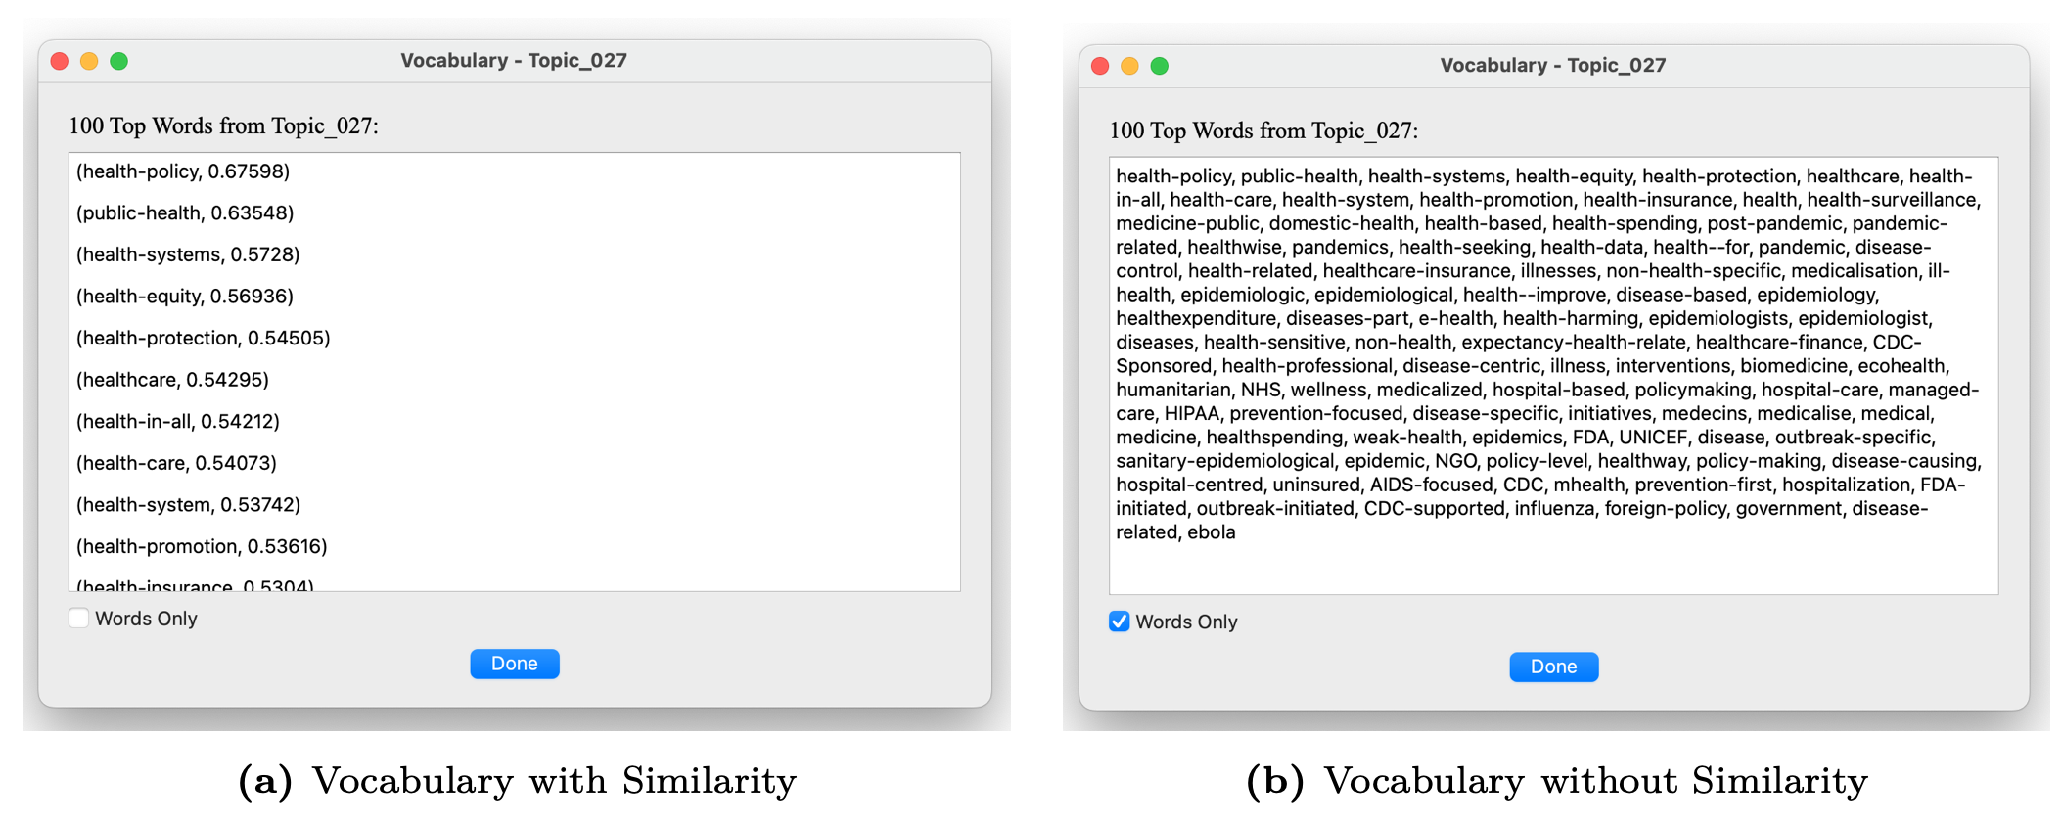 Vocabulary - Topic_027
100 Top Words from Topic_027:
(health-policy, 0.67598)
(public-health, 0.63548)
(health-systems, 0.5728)
(health-equity, 0.56936)
(health-protection, 0.54505)
(healthcare, 0.54295)
(health-in-all, 0.54212)
(health-care, 0.54073)
(health-system, 0.53742)
(health-promotion, 0.53616)
(health-insurance, 0.5304)
Words Only
Done
(a) Vocabulary with Similarity
Vocabulary - Topic_027
100 Top Words from Topic_027:
health-policy, public-health, health-systems, health-equity, health-protection, healthcare, health-
in-all, health-care, health-system, health-promotion, health-insurance, health, health-surveillance,
medicine-public, domestic-health, health-based, health-spending, post-pandemic, pandemic-
related, healthwise, pandemics, health-seeking, health-data, health--for, pandemic, disease-
control, health-related, healthcare-insurance, illnesses, non-health-specific, medicalisation, ill-
health, epidemiologic, epidemiological, health--improve, disease-based, epidemiology,
healthexpenditure, diseases-part, e-health, health-harming, epidemiologists, epidemiologist,
diseases, health-sensitive, non-health, expectancy-health-relate, healthcare-finance, CDC-
Sponsored, health-professional, disease-centric, illness, interventions, biomedicine, ecohealth,
humanitarian, NHS, wellness, medicalized, hospital-based, policymaking, hospital-care, managed-
care, HIPAA, prevention-focused, disease-specific, initiatives, medecins, medicalise, medical,
medicine, healthspending, weak-health, epidemics, FDA, UNICEF, disease, outbreak-specific,
sanitary-epidemiological, epidemic, NGO, policy-level, healthway, policy-making, disease-causing,
hospital-centred, uninsured, AIDS-focused, CDC, mhealth, prevention-first, hospitalization, FDA-
initiated, outbreak-initiated, CDC-supported, influenza, foreign-policy, government, disease-
related, ebola
Words Only
Done
(b) Vocabulary without Similarity